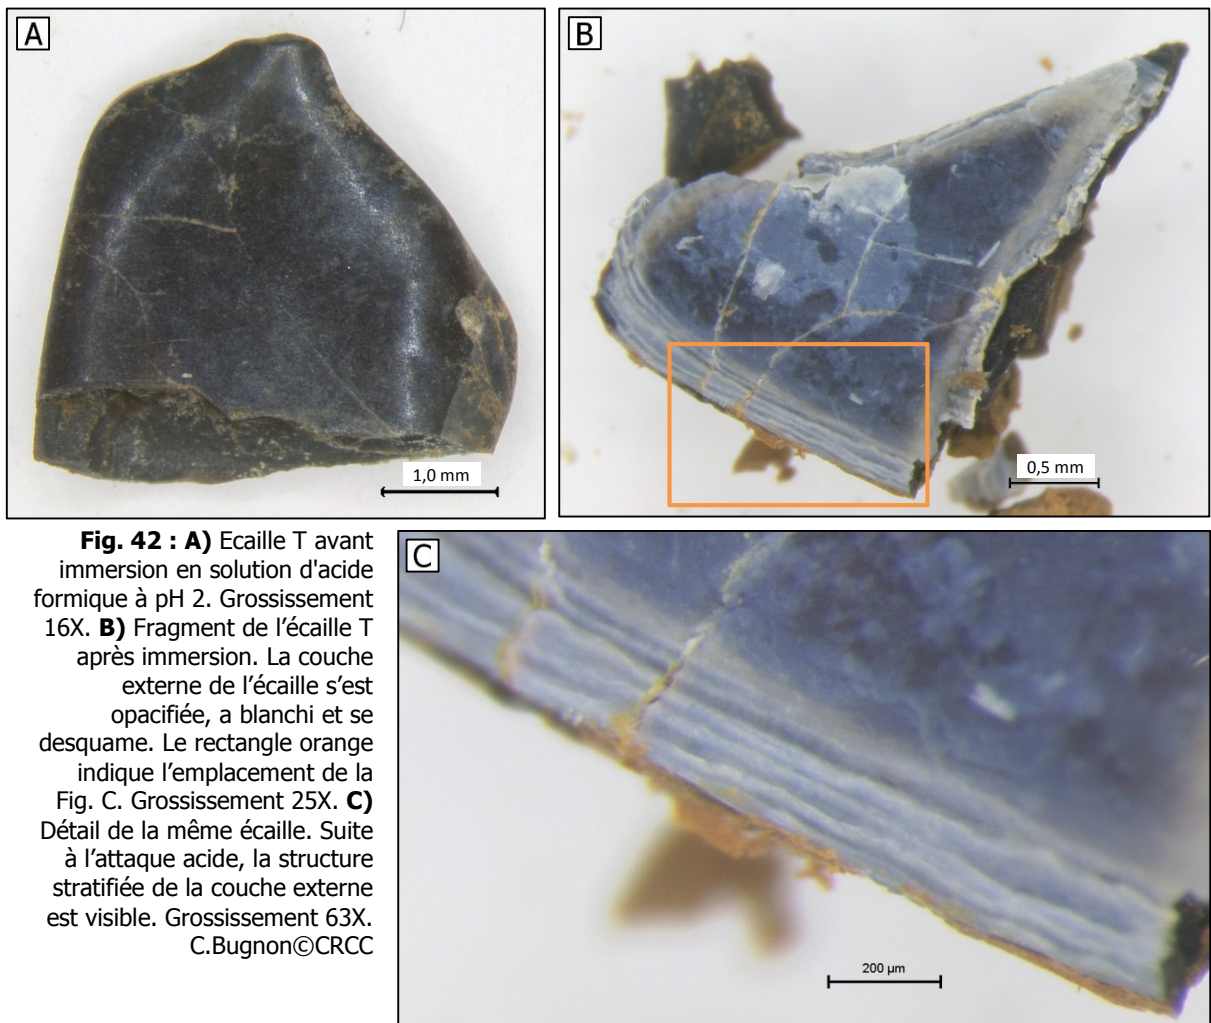 A
B
1,0 mm
0,5 mm
Fig. 42 : A) Ecaille T avant
immersion en solution d'acide
formique à pH 2. Grossissement
16X. B) Fragment de l’écaille T
après immersion. La couche
externe de l’écaille s’est
opacifiée, a blanchi et se
desquame. Le rectangle orange
indique l’emplacement de la
Fig. C. Grossissement 25X. C)
Détail de la même écaille. Suite
à l’attaque acide, la structure
stratifiée de la couche externe
est visible. Grossissement 63X.
C.Bugnon©CRCC
C
200 µm